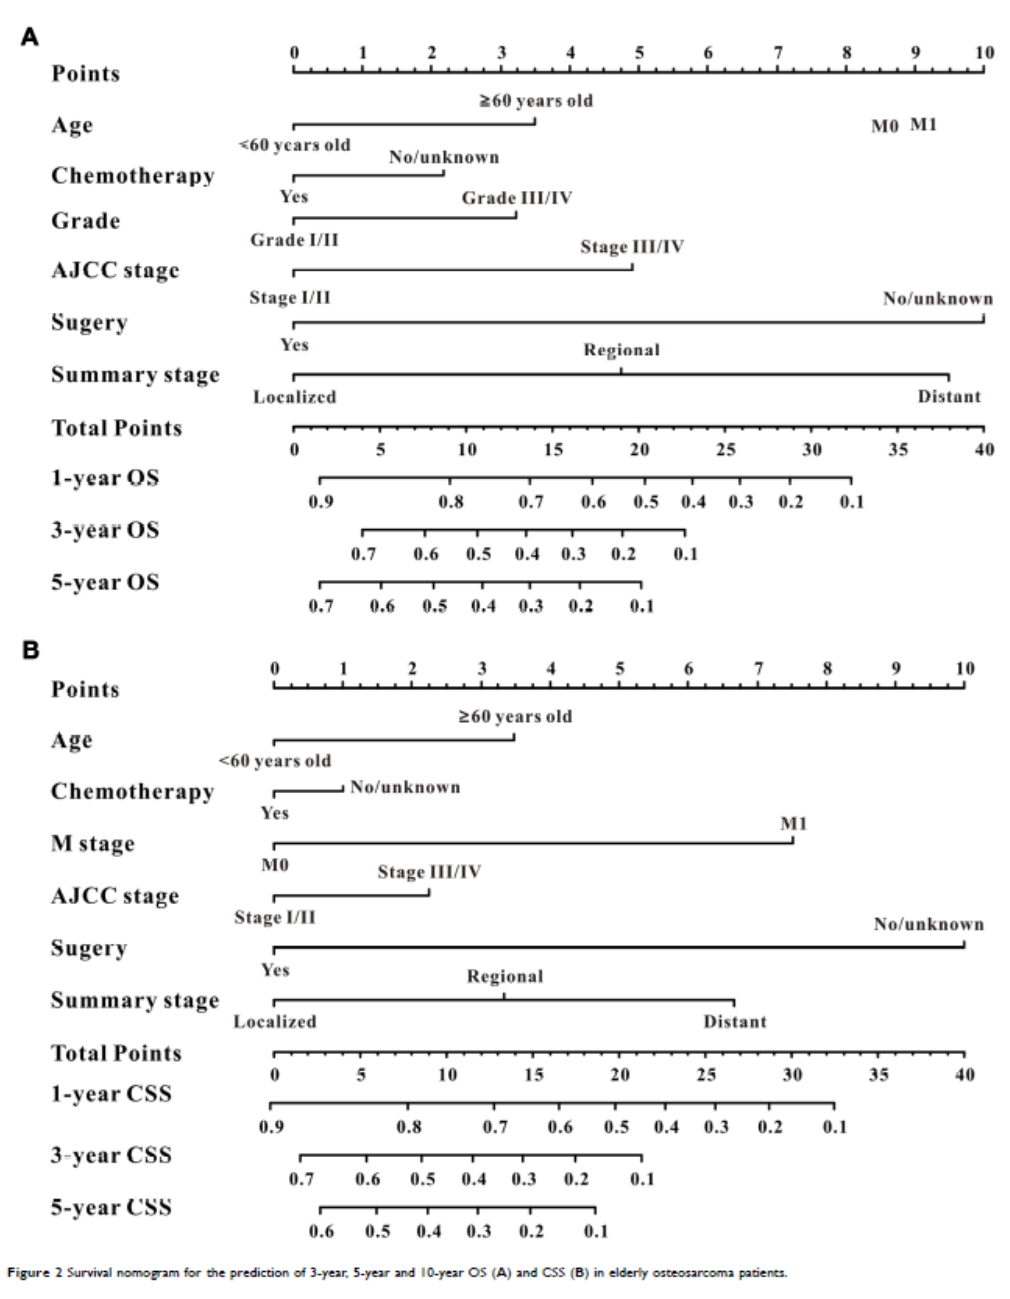 A
0 1 2 3 4 5 6 7 8 9 10
Points
≥60 years old
Age
M0 M1
<60 years old
No/unknown
Chemotherapy
Yes
Grade III/IV
Grade
Grade I/II
Stage III/IV
AJCC stage
Stage I/II
No/unknown
Sugery
Yes
Regional
Summary stage
Localized
Distant
Total Points
0 5 10 15 20 25 30 35 40
1-year OS
0.9 0.8 0.7 0.6 0.5 0.4 0.3 0.2 0.1
3-year OS
0.7 0.6 0.5 0.4 0.3 0.2 0.1
5-year OS
0.7 0.6 0.5 0.4 0.3 0.2 0.1
B
0 1 2 3 4 5 6 7 8 9 10
Points
≥60 years old
Age
<60 years old
Chemotherapy
No/unknown
Yes
M1
M stage
M0
Stage III/IV
AJCC stage
Stage I/II
No/unknown
Sugery
Yes
Regional
Summary stage
Localized
Distant
Total Points
0 5 10 15 20 25 30 35 40
1-year CSS
0.9 0.8 0.7 0.6 0.5 0.4 0.3 0.2 0.1
3-year CSS
0.7 0.6 0.5 0.4 0.3 0.2 0.1
5-year CSS
0.6 0.5 0.4 0.3 0.2 0.1
Figure 2 Survival nomogram for the prediction of 3-year, 5-year and 10-year OS (A) and CSS (B) in elderly osteosarcoma patients.